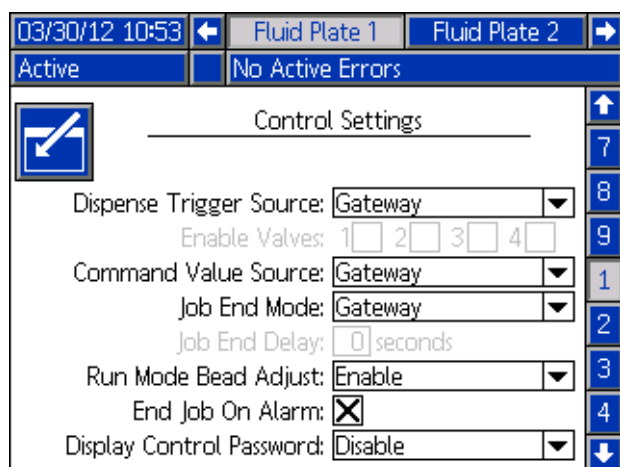 03/30/12 10:53 Fluid Plate 1 Fluid Plate 2
Active No Active Errors
Control Settings
7
Dispense Trigger Source: Gateway
8
Enable Valves: 1 2 3 4
9
Command Value Source: Gateway
1
Job End Mode: Gateway
2
Job End Delay: 0 seconds
Run Mode Bead Adjust: Enable
3
End Job On Alarm:
4
Display Control Password: Disable